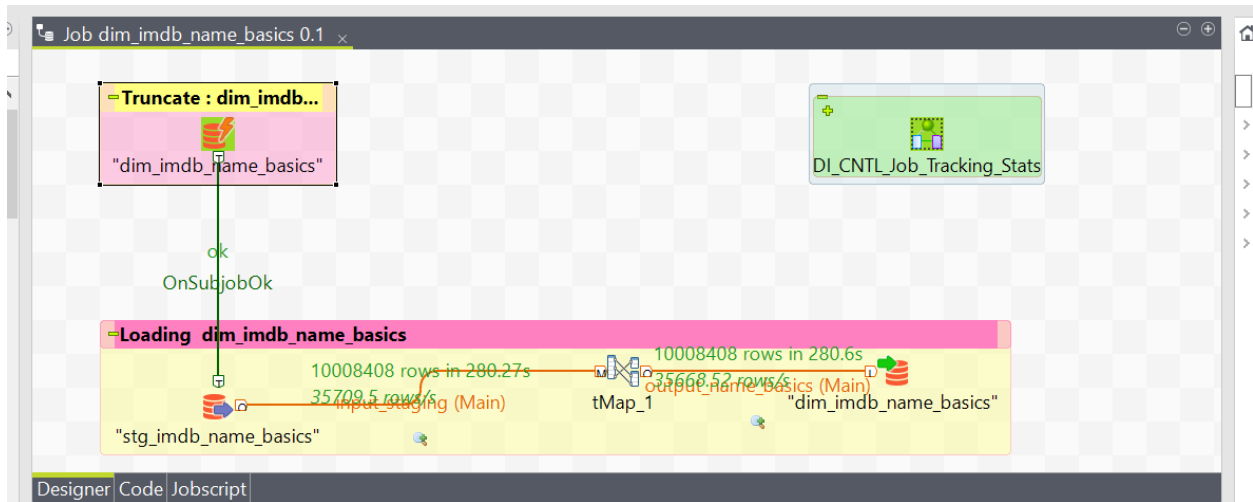 Job dim_imdb_name_basics 0.1
Truncate : dim_imdb...
"dim_imdb_name_basics"
DI_CNTL_Job_Tracking_Stats
ok
OnSubjobOk
Loading dim_imdb_name_basics
10008408 rows in 280.27s
35709.5 rows/s
input_staging (Main)
"stg_imdb_name_basics"
tMap_1
10008408 rows in 280.6s
35668.52 rows/s
output_name_basics (Main)
"dim_imdb_name_basics"
Designer Code Jobscript